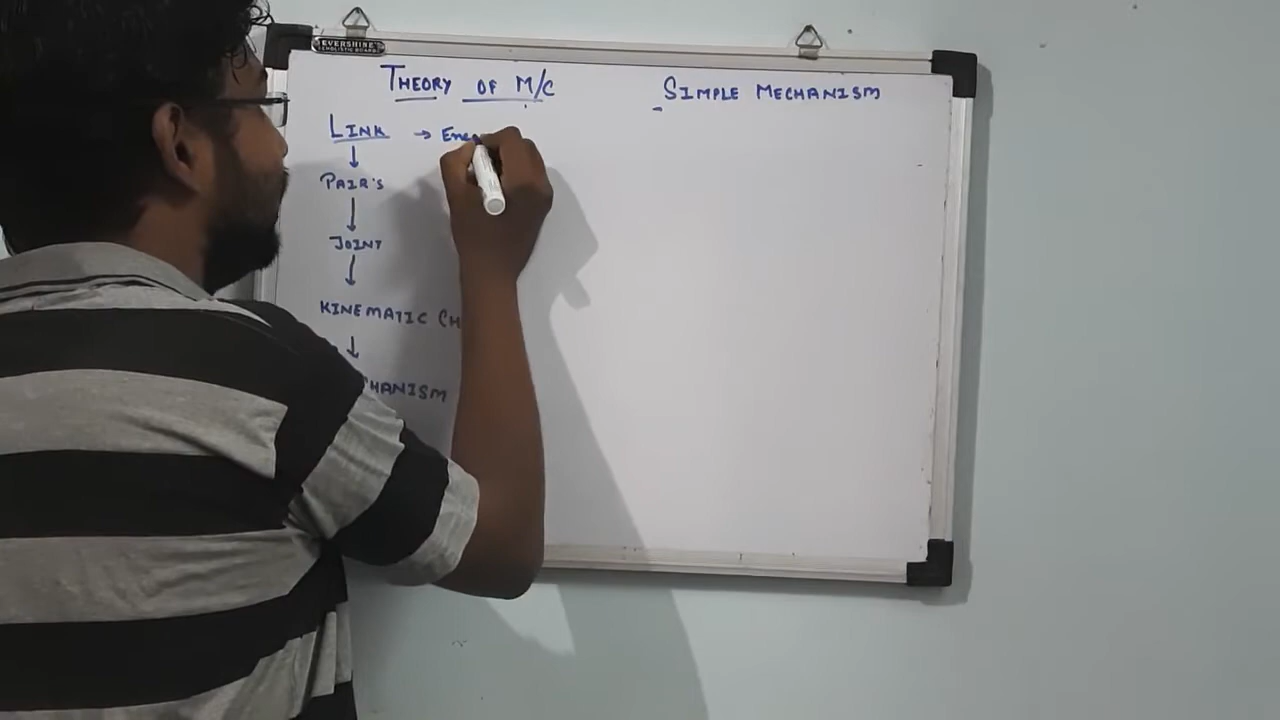 EVERSHINE
THEORY OF M/C
SIMPLE MECHANISM
LINK →
↓
PAIR'S
↓
JOINT
↓
KINEMATIC
↓